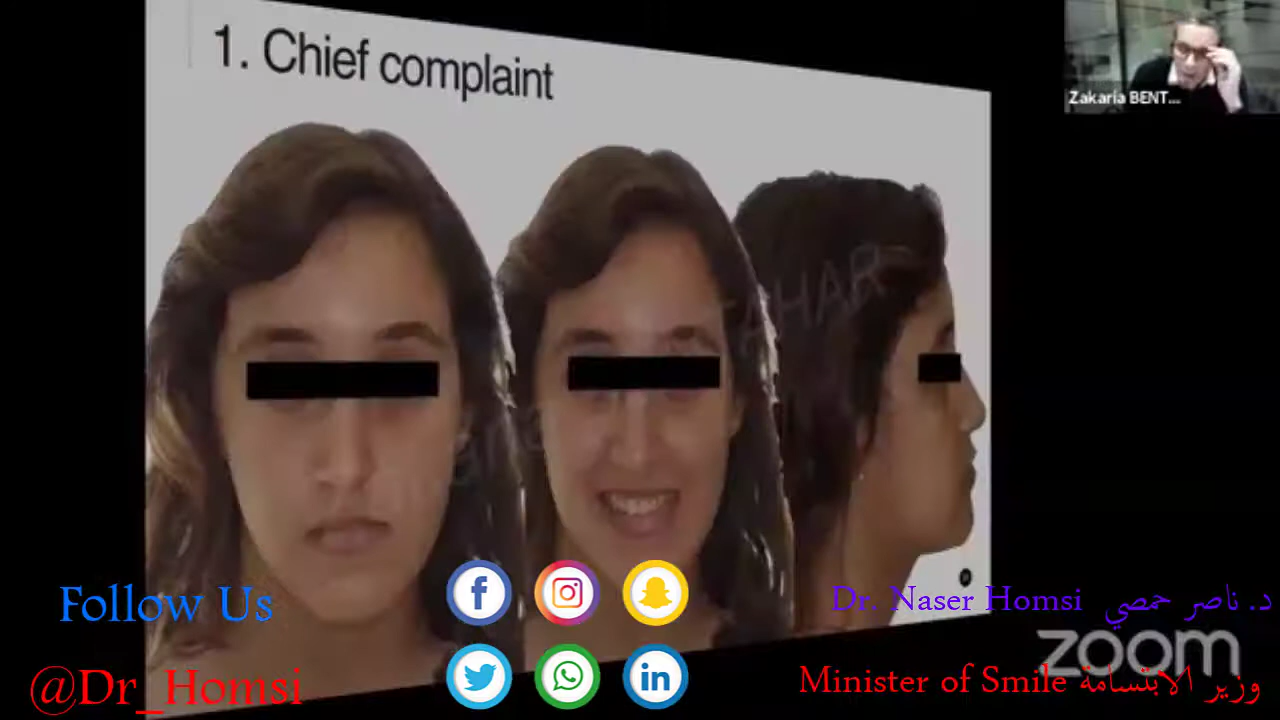 1. Chief complaint
Zakaria BENT...
TAHAR
Follow Us
Dr. Naser Homsi د. ناصر حمصي
zoom
@Dr_Homsi
Minister of Smile وزير الابتسامة